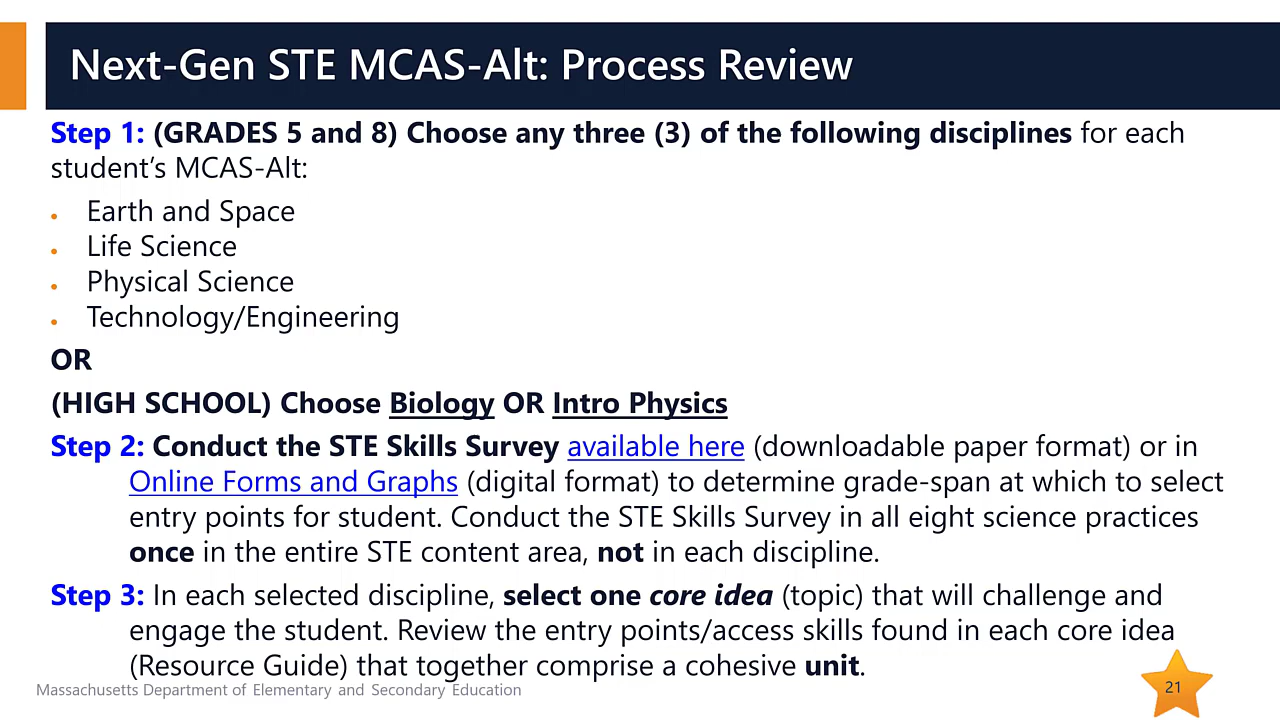 Next-Gen STE MCAS-Alt: Process Review
Step 1: (GRADES 5 and 8) Choose any three (3) of the following disciplines for each
student’s MCAS-Alt:
• Earth and Space
• Life Science
• Physical Science
• Technology/Engineering
OR
(HIGH SCHOOL) Choose Biology OR Intro Physics
Step 2: Conduct the STE Skills Survey available here (downloadable paper format) or in
Online Forms and Graphs (digital format) to determine grade-span at which to select
entry points for student. Conduct the STE Skills Survey in all eight science practices
once in the entire STE content area, not in each discipline.
Step 3: In each selected discipline, select one core idea (topic) that will challenge and
engage the student. Review the entry points/access skills found in each core idea
(Resource Guide) that together comprise a cohesive unit.
Massachusetts Department of Elementary and Secondary Education
21